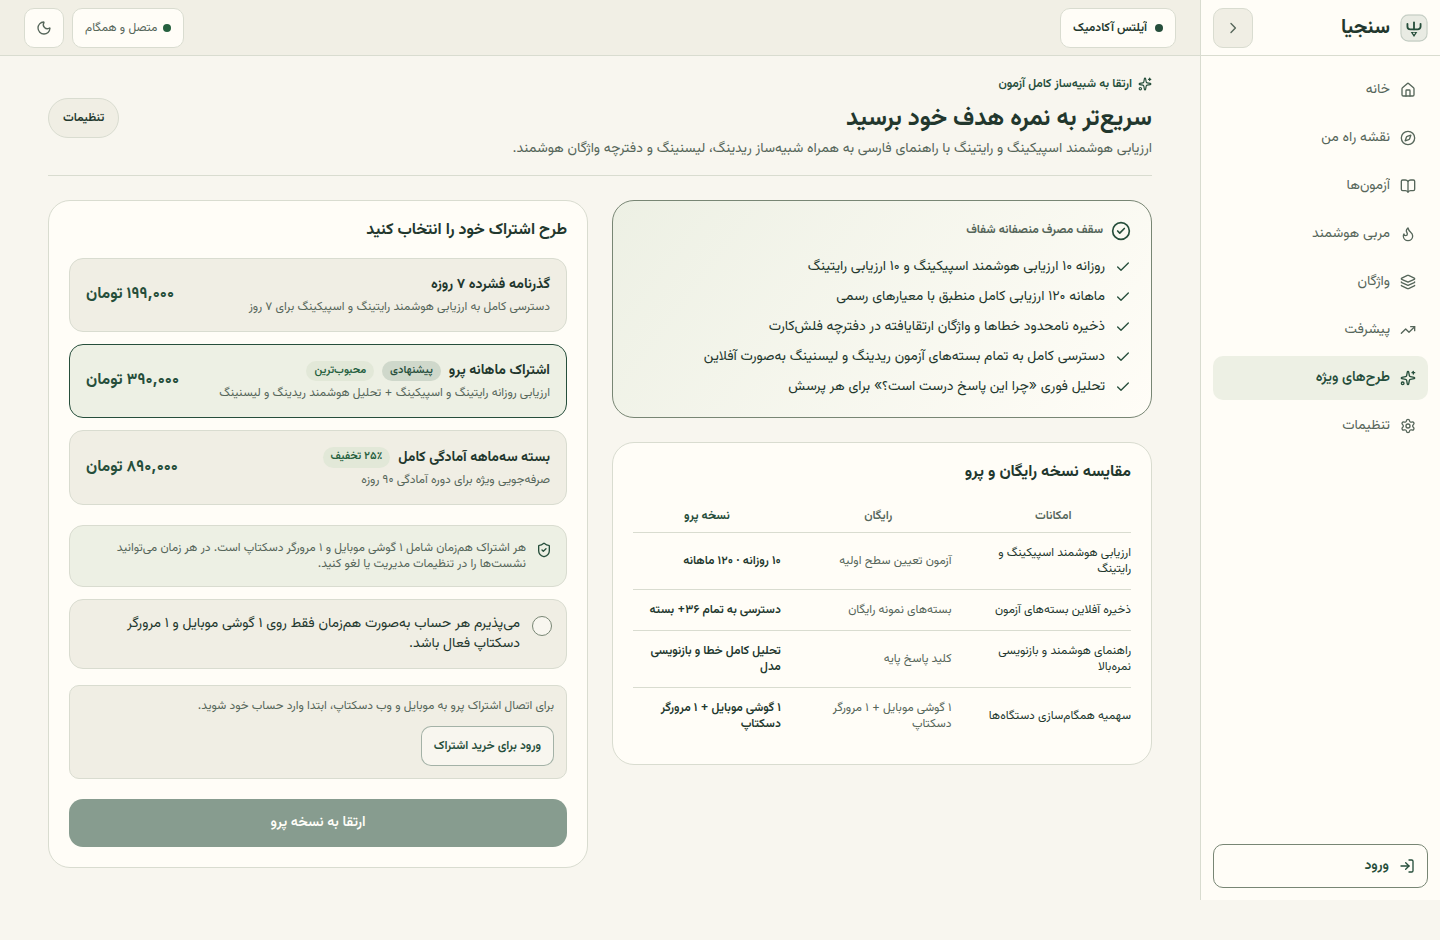 سنجیا
خانه
نقشه راه من
آزمون‌ها
مربی هوشمند
واژگان
پیشرفت
طرح‌های ویژه
تنظیمات
ورود
آیلتس آکادمیک
متصل و همگام
ارتقا به شبیه‌ساز کامل آزمون
سریع‌تر به نمره هدف خود برسید
ارزیابی هوشمند اسپیکینگ و رایتینگ با راهنمای فارسی به همراه شبیه‌ساز ریدینگ، لیسنینگ و دفترچه واژگان هوشمند.
تنظیمات
سقف مصرف منصفانه شفاف
روزانه ۱۰ ارزیابی هوشمند اسپیکینگ و ۱۰ ارزیابی رایتینگ
ماهانه ۱۲۰ ارزیابی کامل منطبق با معیارهای رسمی
ذخیره نامحدود خطاها و واژگان ارتقایافته در دفترچه فلش‌کارت
دسترسی کامل به تمام بسته‌های آزمون ریدینگ و لیسنینگ به‌صورت آفلاین
تحلیل فوری «چرا این پاسخ درست است؟» برای هر پرسش
مقایسه نسخه رایگان و پرو
امکانات رایگان نسخه پرو
ارزیابی هوشمند اسپیکینگ و
رایتینگ
آزمون تعیین سطح اولیه
۱۰ روزانه · ۱۲۰ ماهانه
ذخیره آفلاین بسته‌های آزمون
بسته‌های نمونه رایگان
دسترسی به تمام ۳۶+ بسته
راهنمای هوشمند و بازنویسی
نمره‌بالا
کلید پاسخ پایه
تحلیل کامل خطا و بازنویسی
مدل
سهمیه همگام‌سازی دستگاه‌ها
۱ گوشی موبایل + ۱ مرورگر
دسکتاپ
۱ گوشی موبایل + ۱ مرورگر
دسکتاپ
طرح اشتراک خود را انتخاب کنید
گذرنامه فشرده ۷ روزه
دسترسی کامل به ارزیابی هوشمند رایتینگ و اسپیکینگ برای ۷ روز
۱۹۹,۰۰۰ تومان
اشتراک ماهانه پرو پیشنهادی محبوب‌ترین
ارزیابی روزانه رایتینگ و اسپیکینگ + تحلیل هوشمند ریدینگ و لیسنینگ
۳۹۰,۰۰۰ تومان
بسته سه‌ماهه آمادگی کامل ۲۵٪ تخفیف
صرفه‌جویی ویژه برای دوره آمادگی ۹۰ روزه
۸۹۰,۰۰۰ تومان
هر اشتراک هم‌زمان شامل ۱ گوشی موبایل و ۱ مرورگر دسکتاپ است. در هر زمان می‌توانید
نشست‌ها را در تنظیمات مدیریت یا لغو کنید.
می‌پذیرم هر حساب به‌صورت هم‌زمان فقط روی ۱ گوشی موبایل و ۱ مرورگر
دسکتاپ فعال باشد.
برای اتصال اشتراک پرو به موبایل و وب دسکتاپ، ابتدا وارد حساب خود شوید.
ورود برای خرید اشتراک
ارتقا به نسخه پرو